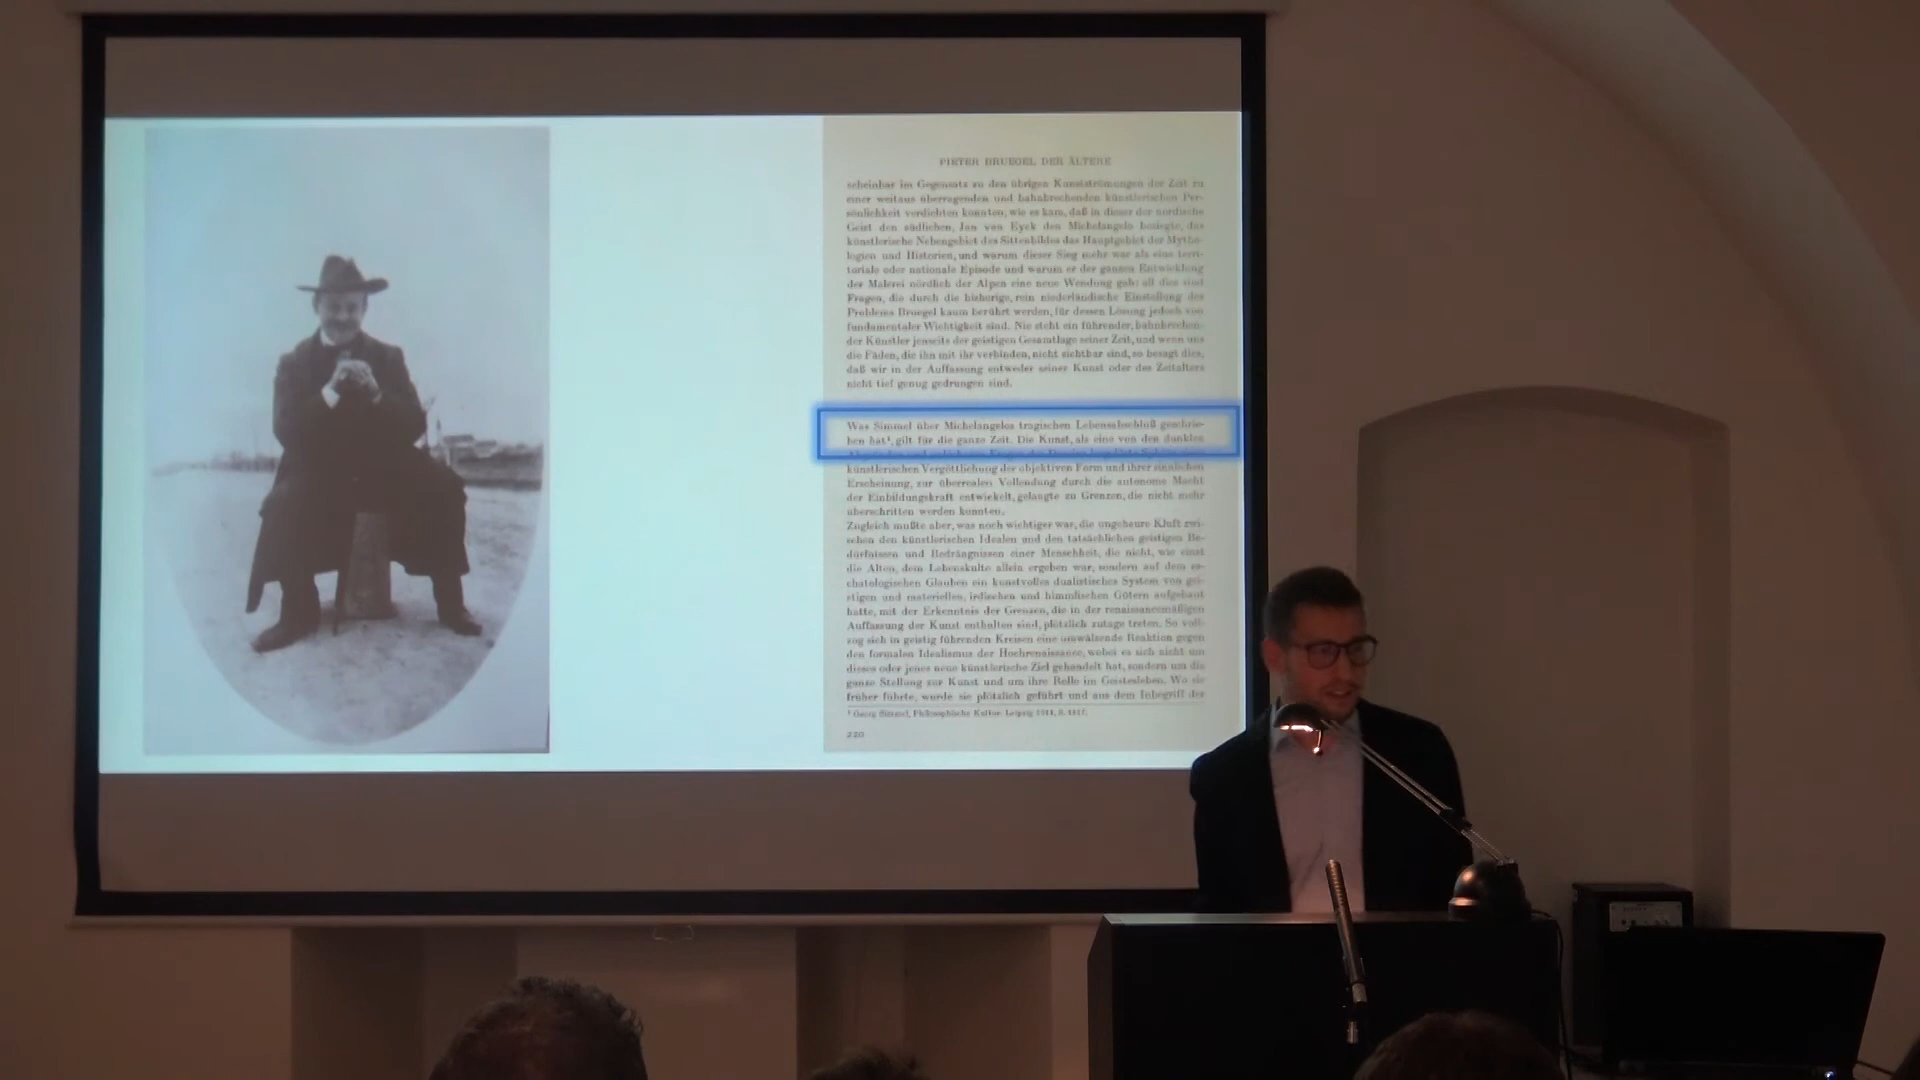 PIETER BRUEGEL DER ÄLTERE
scheinbar im Gegensatz zu den übrigen Kunstströmungen der Zeit zu
einer weitaus überragenden und bahnbrechenden künstlerischen Per-
sönlichkeit verdichten konnten, wie es kam, daß in dieser der nordische
Geist den südlichen, Jan van Eyck den Michelangelo besiegte, das
künstlerische Nebengebiet des Sittenbildes das Hauptgebiet der Mytho-
logien und Historien, und warum dieser Sieg mehr war als eine terri-
toriale oder nationale Episode und warum er der ganzen Entwicklung
der Malerei nördlich der Alpen eine neue Wendung gab: all dies sind
Fragen, die durch die bisherige, rein niederländische Einstellung des
Problems Bruegel kaum berührt werden, für dessen Lösung jedoch von
fundamentaler Wichtigkeit sind. Nie steht ein führender, bahnbrechen-
der Künstler jenseits der geistigen Gesamtlage seiner Zeit, und wenn uns
die Fäden, die ihn mit ihr verbinden, nicht sichtbar sind, so besagt dies,
daß wir in der Auffassung entweder seiner Kunst oder des Zeitalters
nicht tief genug gedrungen sind.
Was Simmel über Michelangelos tragischen Lebensabschluß geschrie-
ben hat¹, gilt für die ganze Zeit. Die Kunst, als eine von den dunklen
künstlerischen Vergöttlichung der objektiven Form und ihrer sinnlichen
Erscheinung, zur überrealen Vollendung durch die autonome Macht
der Einbildungskraft entwickelt, gelangte zu Grenzen, die nicht mehr
überschritten werden konnten.
Zugleich mußte aber, was noch wichtiger war, die ungeheure Kluft zwi-
schen den künstlerischen Idealen und den tatsächlichen geistigen Be-
dürfnissen und Bedrängnissen einer Menschheit, die nicht, wie einst
die Alten, dem Lebenskulte allein ergeben war, sondern auf dem es-
chatologischen Glauben ein kunstvolles dualistisches System von gei-
stigen und materiellen, irdischen und himmlischen Gütern aufgebaut
hatte, mit der Erkenntnis der Grenzen, die in der renaissancemäßigen
Auffassung der Kunst enthalten sind, plötzlich zutage treten. So voll-
zog sich in geistig führenden Kreisen eine umwälzende Reaktion gegen
den formalen Idealismus der Hochrenaissance, wobei es sich nicht um
dieses oder jenes neue künstlerische Ziel gehandelt hat, sondern um die
ganze Stellung zur Kunst und um ihre Rolle im Geistesleben. Wo sie
früher führte, wurde sie plötzlich geführt und aus dem Inbegriff der
¹ Georg Simmel, Philosophische Kultur. Leipzig 1911, S.
220